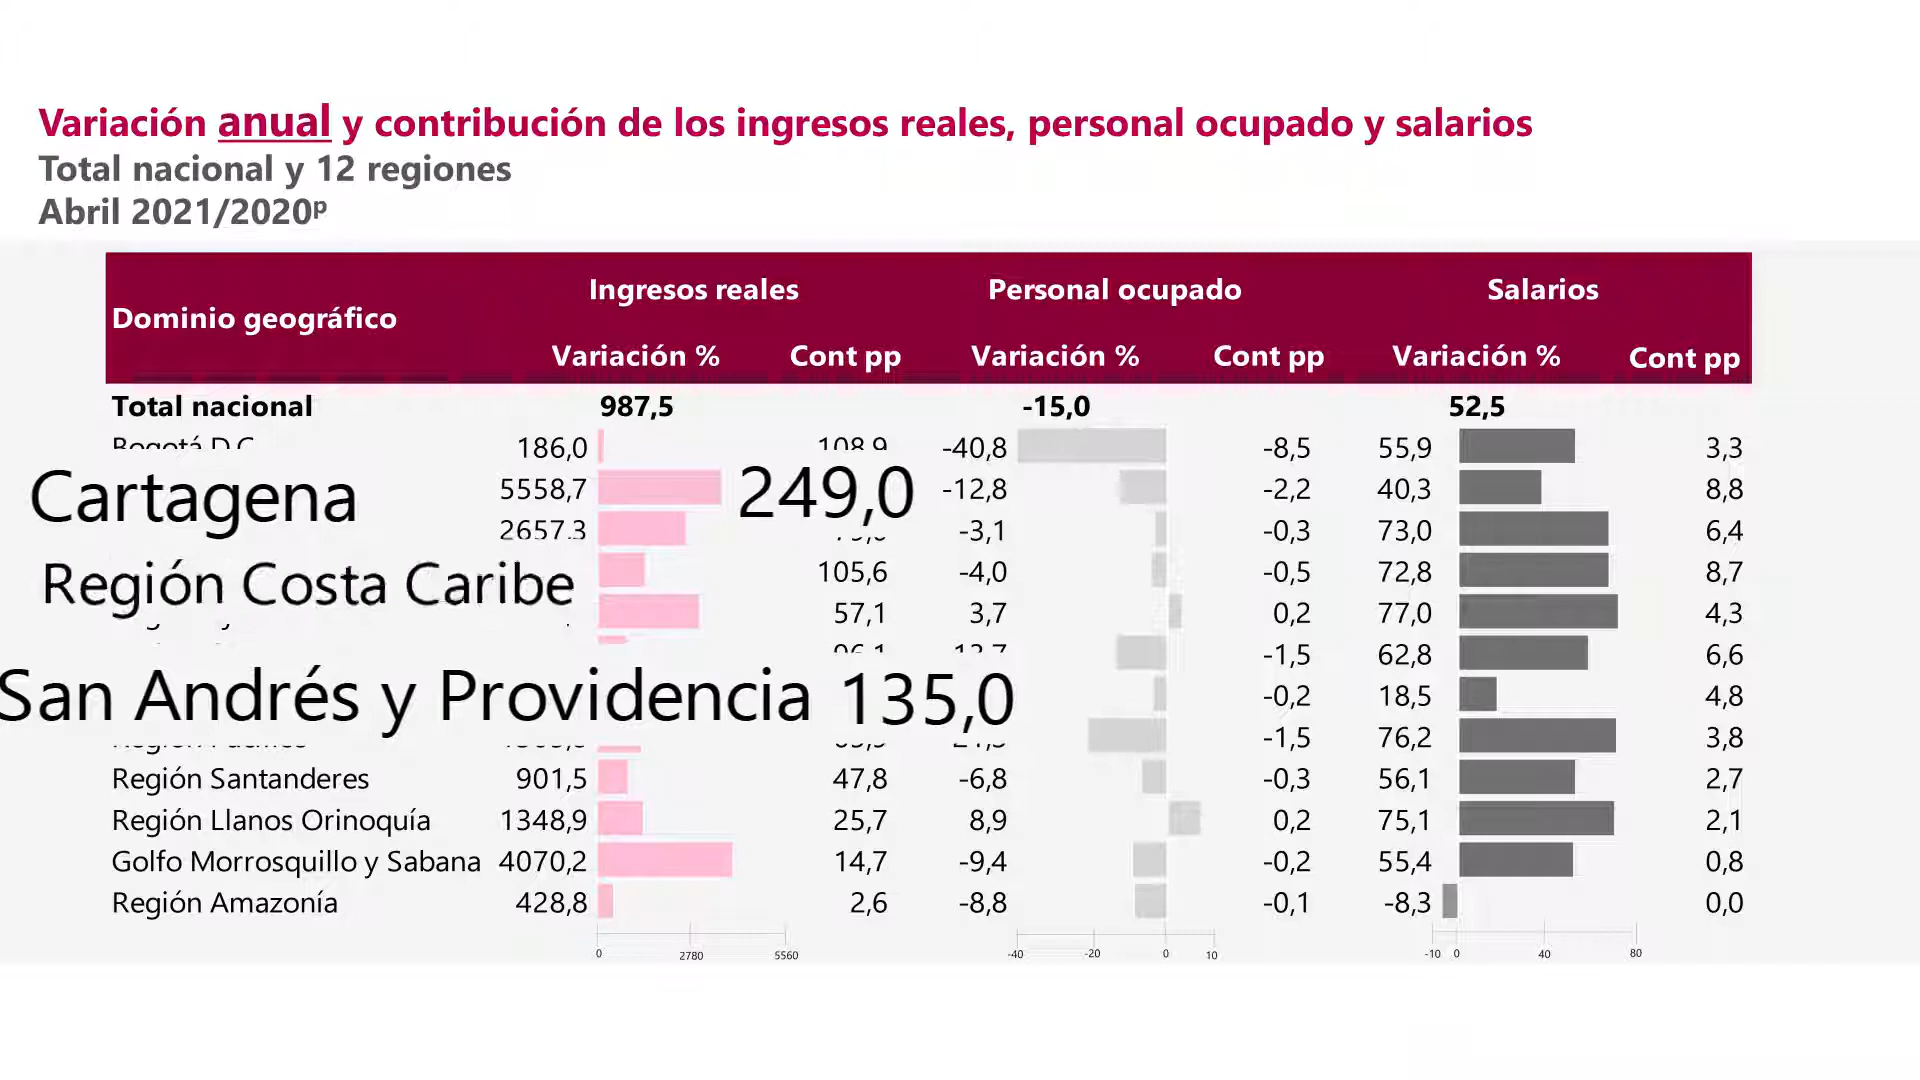 Variación anual y contribución de los ingresos reales, personal ocupado y salarios
Total nacional y 12 regiones
Abril 2021/2020ᵖ
Dominio geográfico Ingresos reales Personal ocupado Salarios
Variación % Cont pp Variación % Cont pp Variación % Cont pp
Total nacional 987,5 -15,0 52,5
Bogotá D.C. 186,0 108,9 -40,8 -8,5 55,9 3,3
Cartagena 5558,7 249,0 -12,8 -2,2 40,3 8,8
2657,3 -3,1 -0,3 73,0 6,4
Región Costa Caribe 105,6 -4,0 -0,5 72,8 8,7
57,1 3,7 0,2 77,0 4,3
-1,5 62,8 6,6
San Andrés y Providencia 135,0 -0,2 18,5 4,8
-1,5 76,2 3,8
Región Santanderes 901,5 47,8 -6,8 -0,3 56,1 2,7
Región Llanos Orinoquía 1348,9 25,7 8,9 0,2 75,1 2,1
Golfo Morrosquillo y Sabana 4070,2 14,7 -9,4 -0,2 55,4 0,8
Región Amazonía 428,8 2,6 -8,8 -0,1 -8,3 0,0
0 2780 5560 -40 -20 0 10 -10 0 40 80